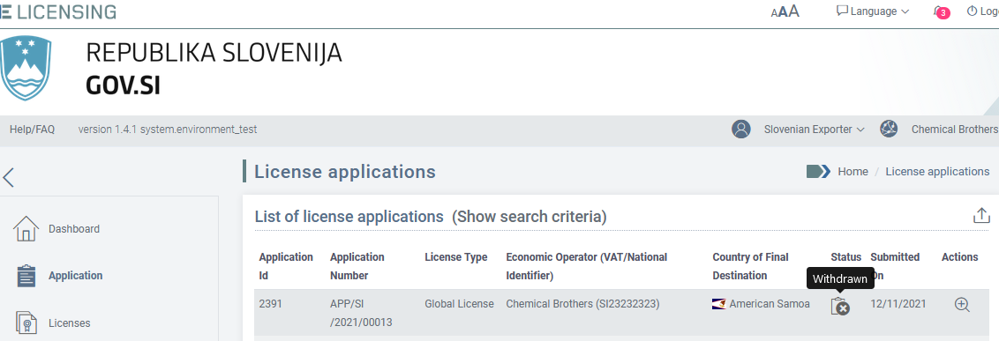 E LICENSING
AAA
Language
3
REPUBLIKA SLOVENIJA
GOV.SI
Help/FAQ
version 1.4.1 system.environment_test
Slovenian Exporter
Chemical Brothers
License applications
Home / License applications
Dashboard
Application
Licenses
List of license applications (Show search criteria)
Application Id
Application Number
License Type
Economic Operator (VAT/National Identifier)
Country of Final Destination
Status
Submitted On
Actions
Withdrawn
2391
APP/SI
/2021/00013
Global License
Chemical Brothers (SI23232323)
American Samoa
12/11/2021